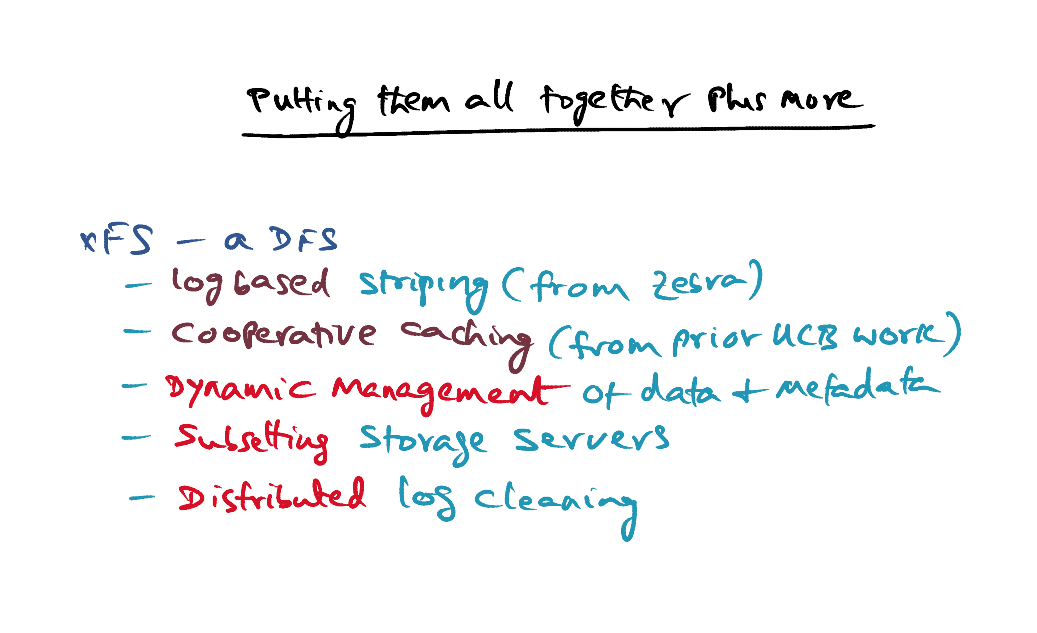 Putting them all together Plus More
xFS – a DFS
– log based striping (from Zebra)
– Cooperative caching (from prior UCB work)
– Dynamic Management of data + metadata
– Subsetting storage servers
– Distributed log cleaning